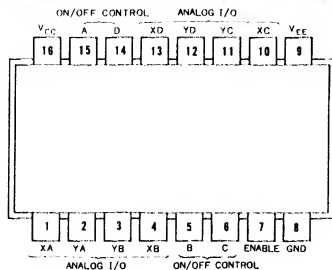 ON/OFF CONTROL ANALOG I/O
VCC A D XD YD YC XC VEE
16 15 14 13 12 11 10 9
1 2 3 4 5 6 7 8
XA YA YB XB B C ENABLE GND
ANALOG I/O ON/OFF CONTROL